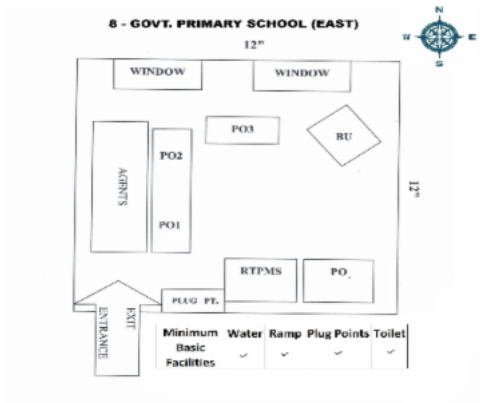 8 - GOVT. PRIMARY SCHOOL (EAST)
N
W E
S
12"
WINDOW WINDOW
PO3
BU
PO2
AGENTS
12"
PO1
RTPMS PO
PLUG PT.
ENTRANCE EXIT
Minimum Basic Facilities Water Ramp Plug Points Toilet
✓ ✓ ✓ ✓